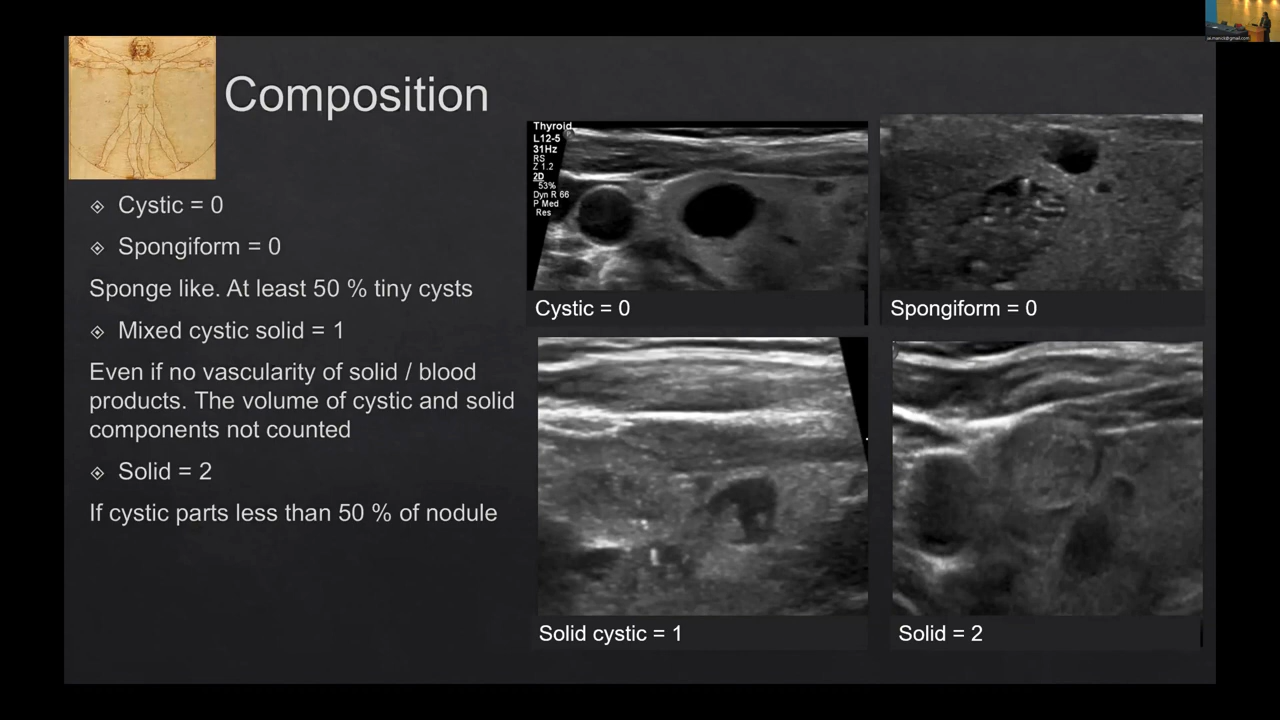 Composition
Cystic = 0
Spongiform = 0
Sponge like. At least 50 % tiny cysts
Mixed cystic solid = 1
Even if no vascularity of solid / blood
products. The volume of cystic and solid
components not counted
Solid = 2
If cystic parts less than 50 % of nodule
Thyroid
L12-5
31Hz
RS
Z 1.2
2D
53%
Dyn R 66
P Med
Res
Cystic = 0
Spongiform = 0
Solid cystic = 1
Solid = 2